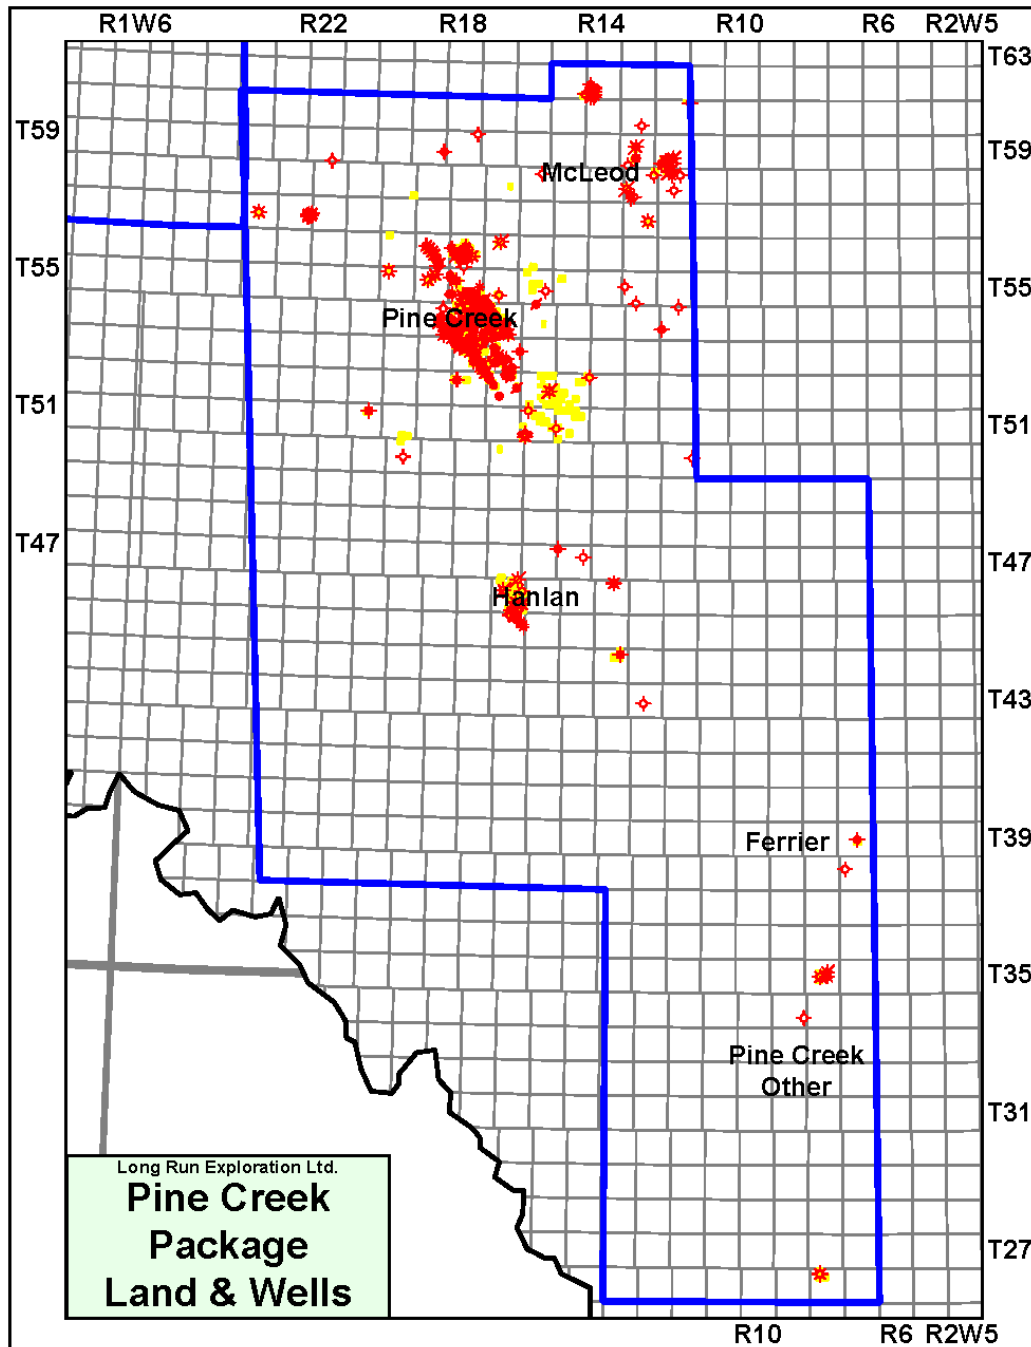 R1W6 R22 R18 R14 R10 R6 R2W5
T63
T59
T59
McLeod
T55
T55
Pine Creek
T51
T51
T47
T47
Hanlan
T43
T39
Ferrier
T35
Pine Creek
Other
T31
Long Run Exploration Ltd.
Pine Creek
Package
Land & Wells
T27
R10 R6 R2W5